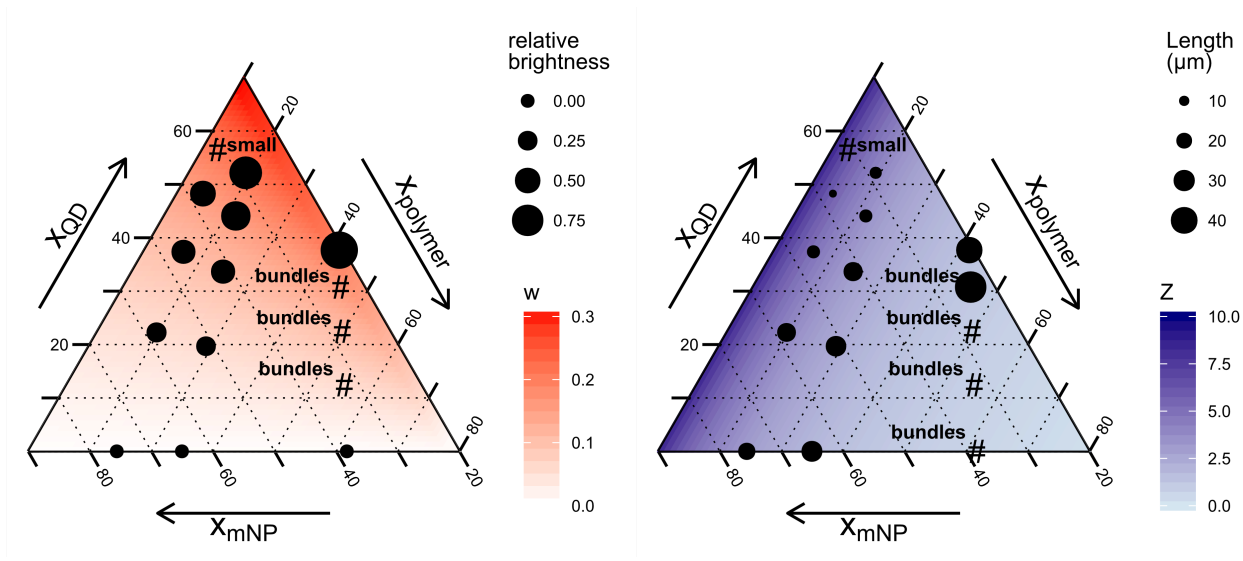 relative
brightness
0.00
0.25
0.50
0.75
w
0.3
0.2
0.1
0.0
20
60
#small
40
40
bundles
#
bundles
#
60
20
bundles
#
80
80
60
40
20
xQD
xpolymer
xmNP
Length
(μm)
10
20
30
40
Z
10.0
7.5
5.0
2.5
0.0
20
60
#small
40
40
bundles
bundles
#
60
20
bundles
#
bundles
#
80
80
60
40
20
xQD
xpolymer
xmNP